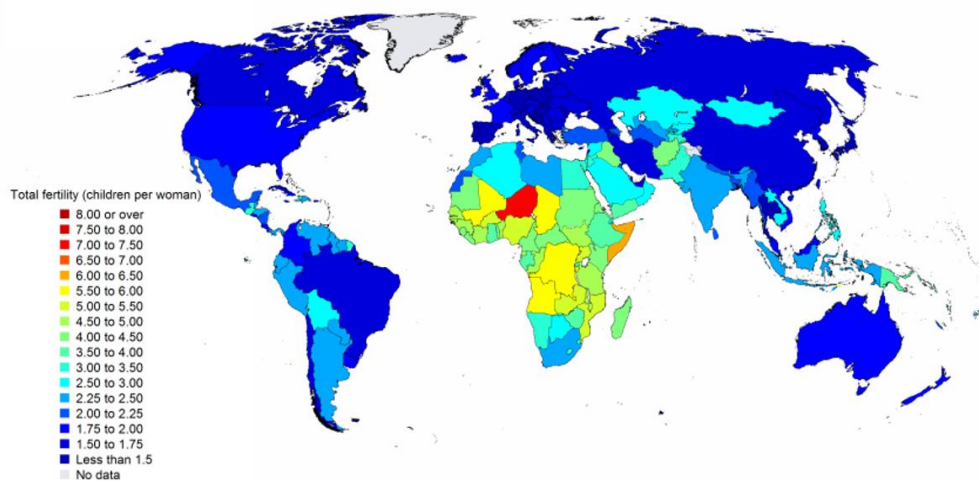 Total fertility (children per woman)
8.00 or over
7.50 to 8.00
7.00 to 7.50
6.50 to 7.00
6.00 to 6.50
5.50 to 6.00
5.00 to 5.50
4.50 to 5.00
4.00 to 4.50
3.50 to 4.00
3.00 to 3.50
2.50 to 3.00
2.25 to 2.50
2.00 to 2.25
1.75 to 2.00
1.50 to 1.75
Less than 1.5
No data